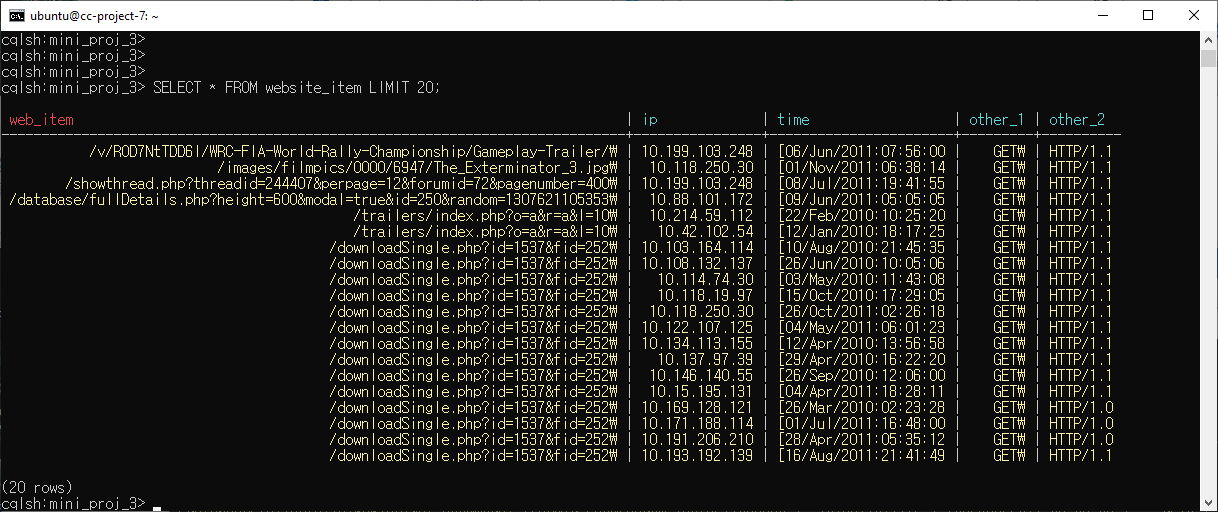 ubuntu@cc-project-7: ~
cqlsh:mini_proj_3>
cqlsh:mini_proj_3>
cqlsh:mini_proj_3>
cqlsh:mini_proj_3> SELECT * FROM website_item LIMIT 20;
web_item | ip | time | other_1 | other_2
/v/ROD7NtTDD6I/WRC-FIA-World-Rally-Championship/Gameplay-Trailer/₩ | 10.199.103.248 | [06/Jun/2011:07:56:00 | GET₩ | HTTP/1.1
/images/filmpics/0000/6947/The_Exterminator_3.jpg₩ | 10.118.250.30 | [01/Nov/2011:06:38:14 | GET₩ | HTTP/1.1
/showthread.php?threadid=244407&perpage=12&forumid=72&pagenumber=400₩ | 10.199.103.248 | [08/Jul/2011:19:41:55 | GET₩ | HTTP/1.1
/database/fullDetails.php?height=600&modal=true&id=250&random=1307621105353₩ | 10.88.101.172 | [09/Jun/2011:05:05:05 | GET₩ | HTTP/1.1
/trailers/index.php?o=a&r=a&l=10₩ | 10.214.59.112 | [22/Feb/2010:10:25:20 | GET₩ | HTTP/1.1
/trailers/index.php?o=a&r=a&l=10₩ | 10.42.102.54 | [12/Jan/2010:18:17:25 | GET₩ | HTTP/1.1
/downloadSingle.php?id=1537&fid=252₩ | 10.103.164.114 | [10/Aug/2010:21:45:35 | GET₩ | HTTP/1.1
/downloadSingle.php?id=1537&fid=252₩ | 10.108.132.137 | [26/Jun/2010:10:05:06 | GET₩ | HTTP/1.1
/downloadSingle.php?id=1537&fid=252₩ | 10.114.74.30 | [03/May/2011:11:43:08 | GET₩ | HTTP/1.1
/downloadSingle.php?id=1537&fid=252₩ | 10.118.19.97 | [15/Oct/2010:17:29:05 | GET₩ | HTTP/1.1
/downloadSingle.php?id=1537&fid=252₩ | 10.118.250.30 | [26/Oct/2011:02:26:18 | GET₩ | HTTP/1.1
/downloadSingle.php?id=1537&fid=252₩ | 10.122.107.125 | [04/May/2011:06:01:23 | GET₩ | HTTP/1.1
/downloadSingle.php?id=1537&fid=252₩ | 10.134.113.155 | [12/Apr/2010:13:56:58 | GET₩ | HTTP/1.1
/downloadSingle.php?id=1537&fid=252₩ | 10.137.97.39 | [29/Apr/2010:16:22:20 | GET₩ | HTTP/1.1
/downloadSingle.php?id=1537&fid=252₩ | 10.146.140.55 | [26/Sep/2010:12:06:00 | GET₩ | HTTP/1.1
/downloadSingle.php?id=1537&fid=252₩ | 10.15.195.131 | [04/Apr/2011:18:28:11 | GET₩ | HTTP/1.1
/downloadSingle.php?id=1537&fid=252₩ | 10.169.128.121 | [26/Mar/2010:02:23:28 | GET₩ | HTTP/1.0
/downloadSingle.php?id=1537&fid=252₩ | 10.171.188.114 | [01/Jul/2011:16:48:00 | GET₩ | HTTP/1.0
/downloadSingle.php?id=1537&fid=252₩ | 10.191.206.210 | [28/Apr/2011:05:35:12 | GET₩ | HTTP/1.0
/downloadSingle.php?id=1537&fid=252₩ | 10.193.192.139 | [16/Aug/2011:21:41:49 | GET₩ | HTTP/1.1
(20 rows)
cqlsh:mini_proj_3>